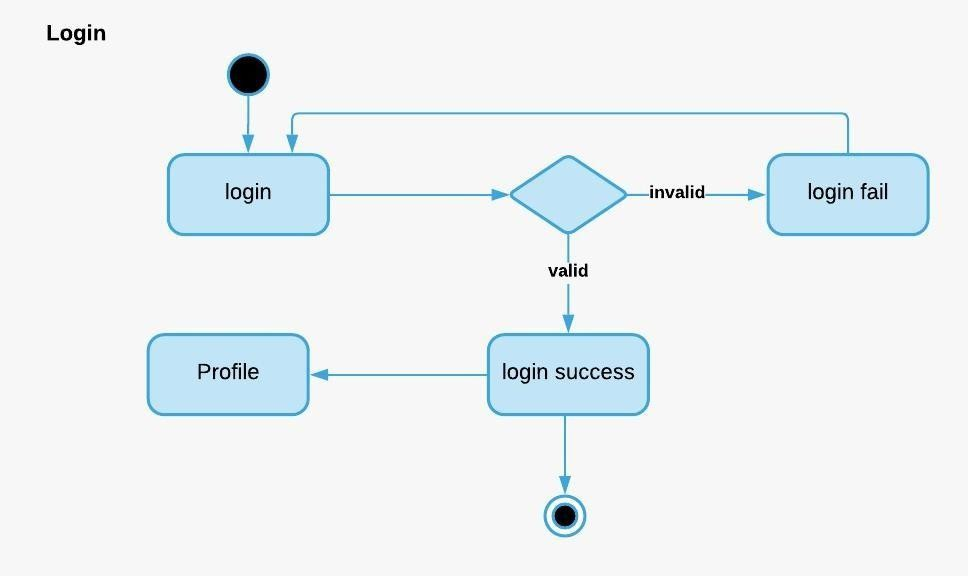 Login
login
invalid
login fail
valid
Profile
login success